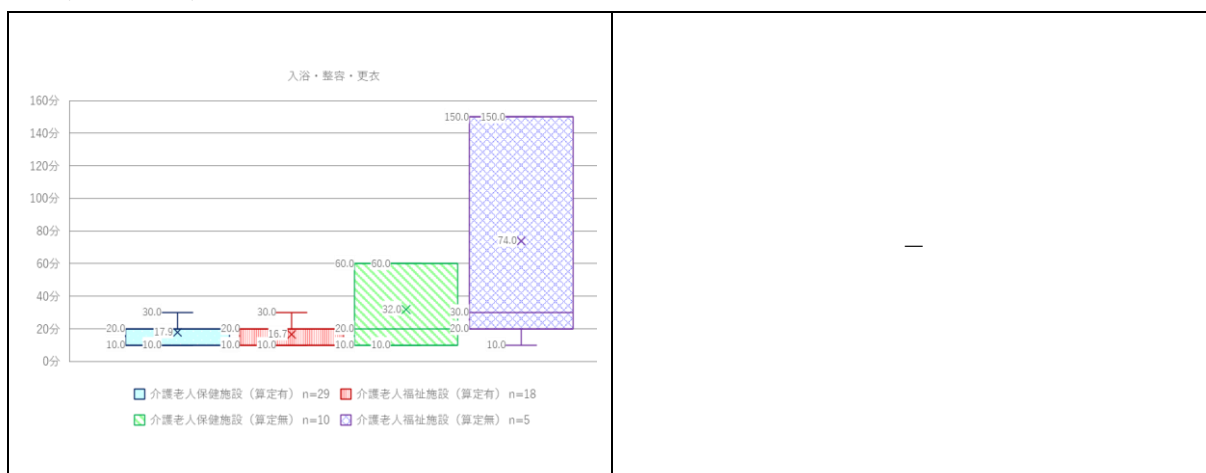 入浴・整容・更衣
160分
150.0 150.0
140分
120分
100分
80分
74.0
60分
60.0 60.0
40分
30.0 30.0 32.0 30.0
20分
20.0 17.9 20.0 16.7 20.0 20.0
10.0 10.0 10.0 10.0 10.0 10.0 10.0
0分
介護老人保健施設（算定有）n=29 介護老人福祉施設（算定有）n=18
介護老人保健施設（算定無）n=10 介護老人福祉施設（算定無）n=5
―